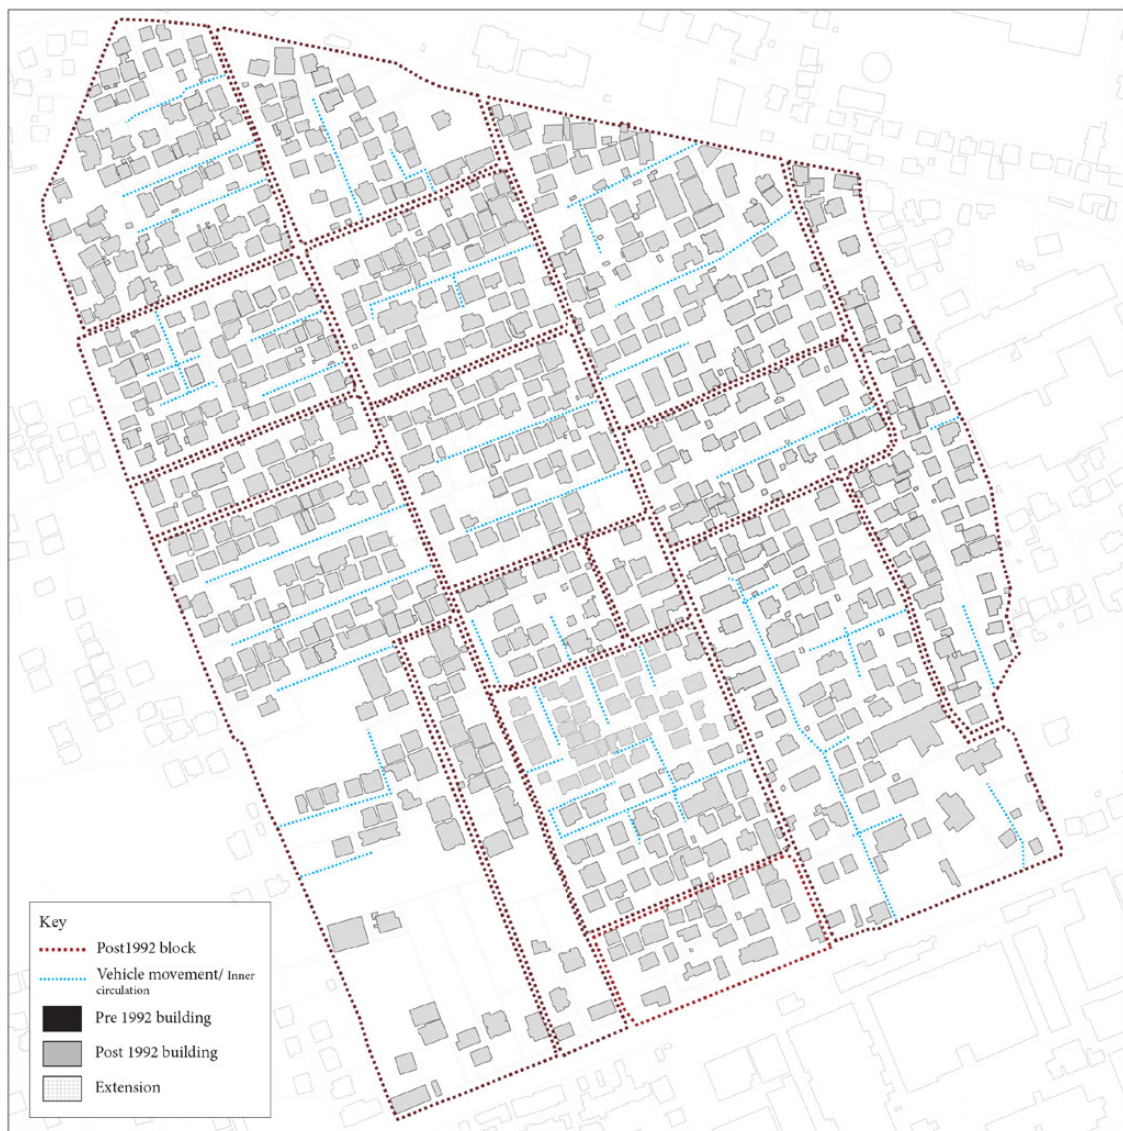 Key
Post1992 block
Vehicle movement/ Inner
circulation
Pre 1992 building
Post 1992 building
Extension